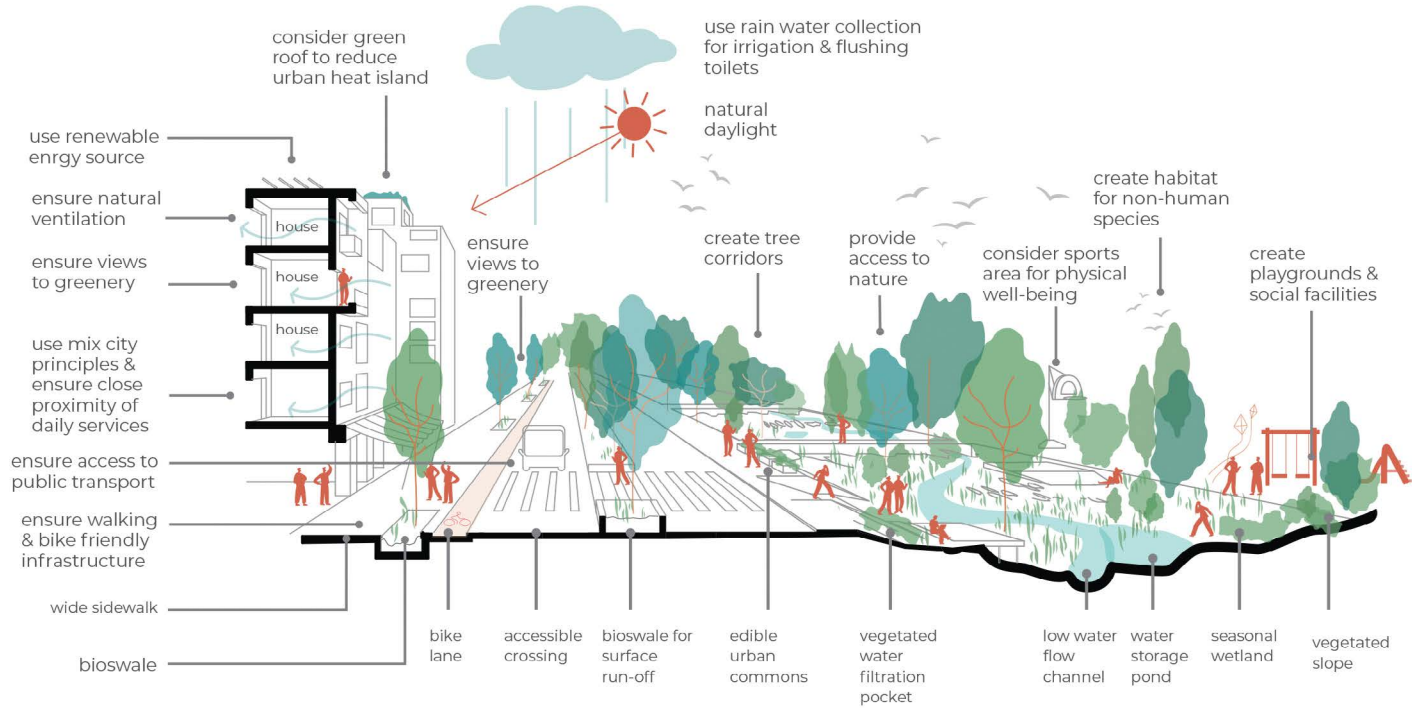 consider green
roof to reduce
urban heat island
use rain water collection
for irrigation & flushing
toilets
natural
daylight
use renewable
enrgy source
ensure natural
ventilation
ensure views
to greenery
use mix city
principles &
ensure close
proximity of
daily services
ensure access to
public transport
ensure walking
& bike friendly
infrastructure
wide sidewalk
bioswale
house
house
house
ensure
views to
greenery
create tree
corridors
provide
access to
nature
consider sports
area for physical
well-being
create habitat
for non-human
species
create
playgrounds &
social facilities
bike
lane
accessible
crossing
bioswale for
surface
run-off
edible
urban
commons
vegetated
water
filtration
pocket
low water
flow
channel
water
storage
pond
seasonal
wetland
vegetated
slope